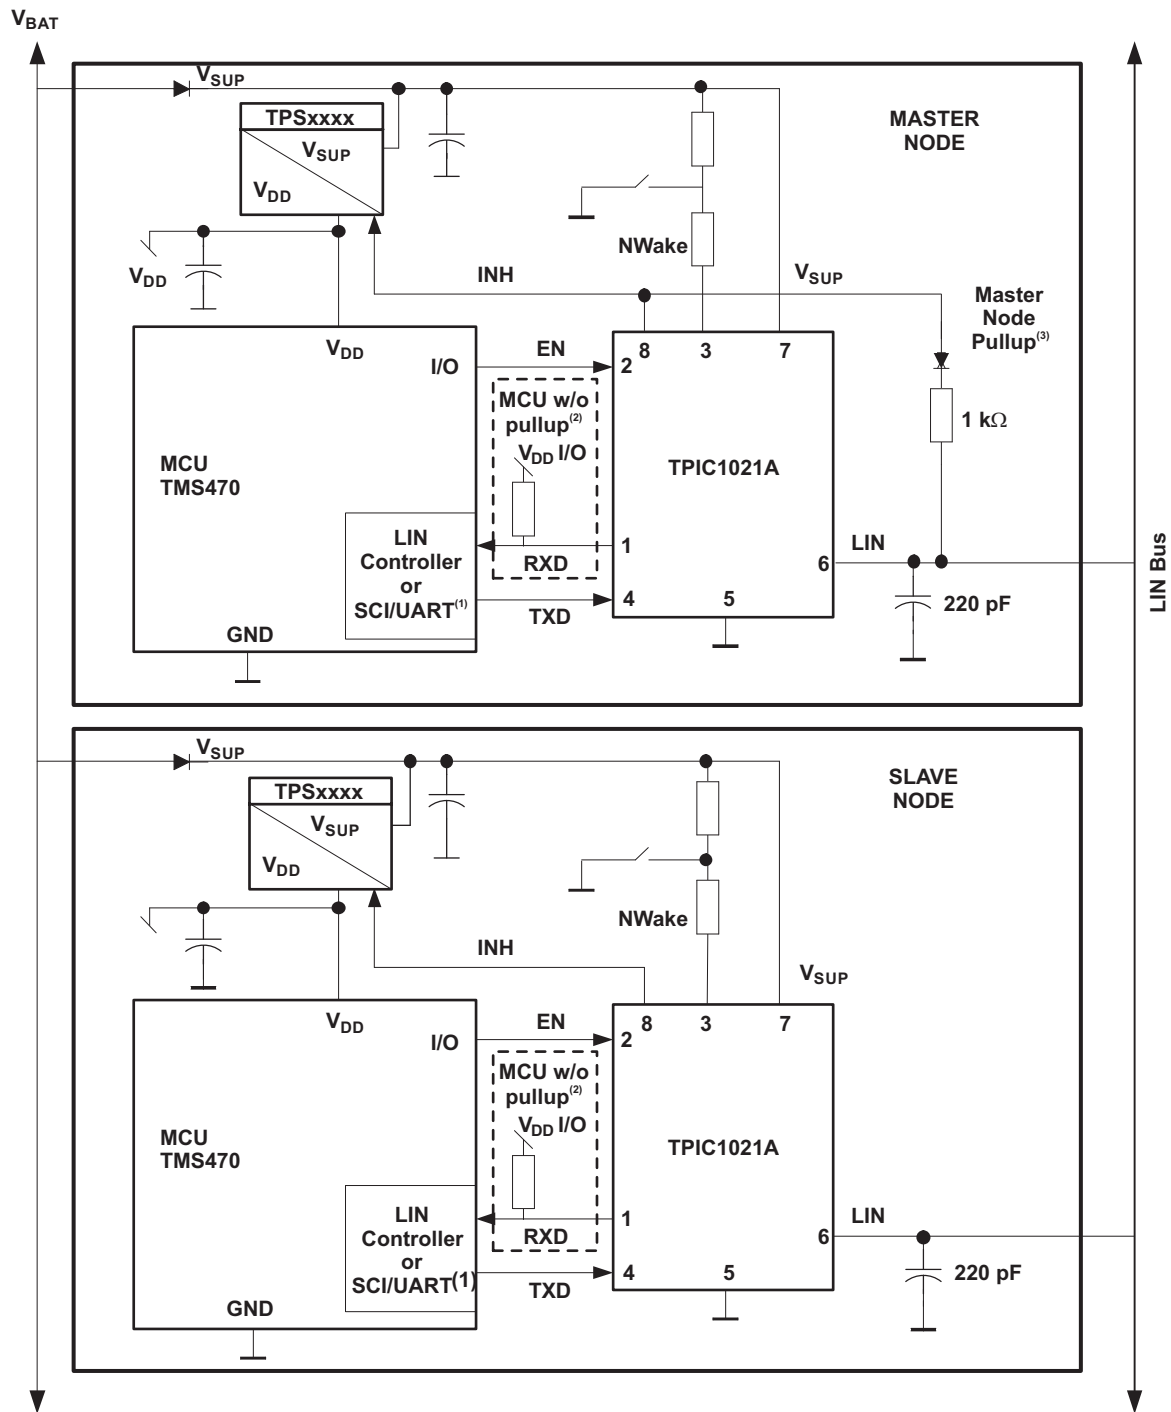 VBAT
VSUP
TPSxxxx
VSUP
VDD
MASTER
NODE
NWake
VDD
INH
VSUP
Master
Node
Pullup(3)
VDD
I/O
EN
8
3
7
2
MCU w/o
pullup(2)
VDD I/O
1 kΩ
MCU
TMS470
TPIC1021A
LIN
Controller
or
SCI/UART(1)
1
RXD
LIN
6
4
TXD
5
220 pF
GND
LIN Bus
VSUP
TPSxxxx
VSUP
VDD
SLAVE
NODE
NWake
INH
VSUP
VDD
I/O
EN
8
3
7
2
MCU w/o
pullup(2)
VDD I/O
MCU
TMS470
TPIC1021A
LIN
Controller
or
SCI/UART(1)
1
RXD
LIN
6
4
TXD
5
220 pF
GND